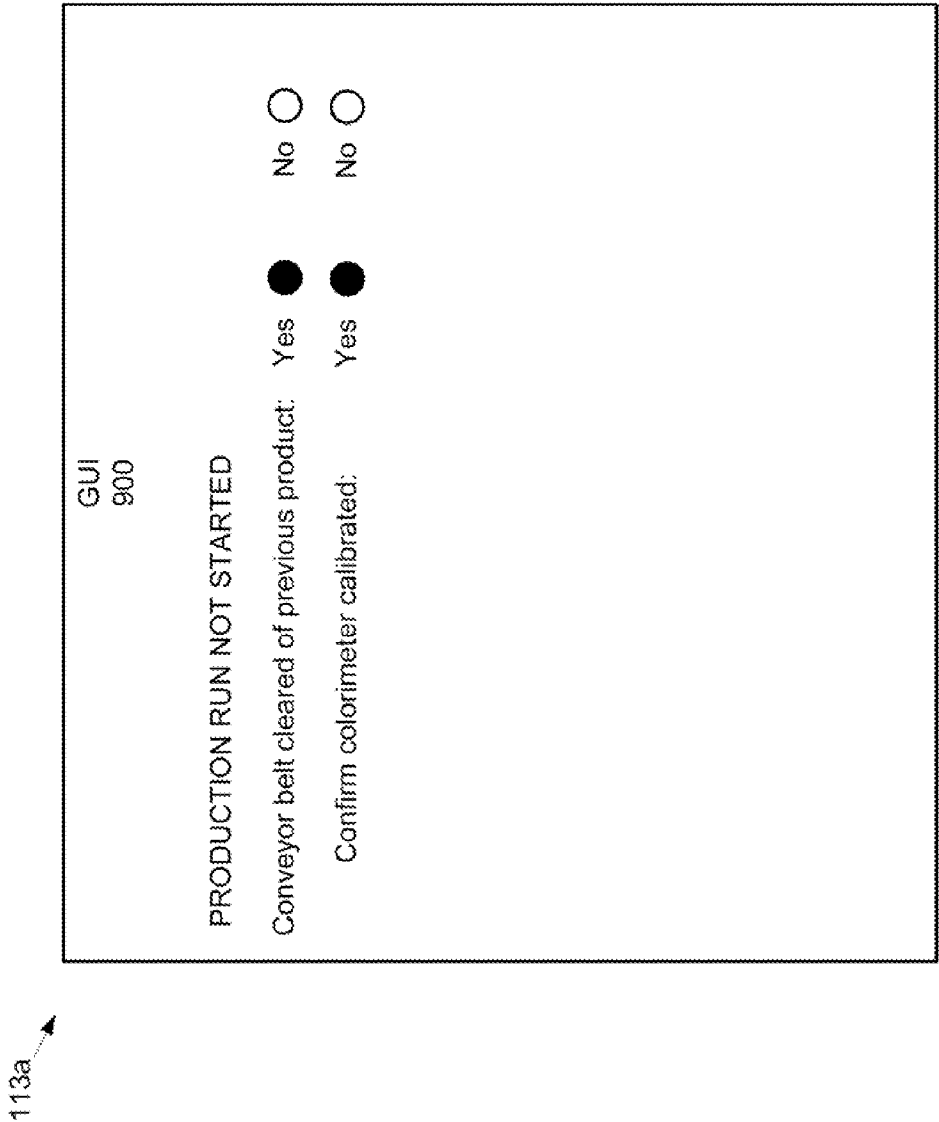 113a
GUI
900
PRODUCTION RUN NOT STARTED
Conveyor belt cleared of previous product: Yes No
Confirm colorimeter calibrated: Yes No